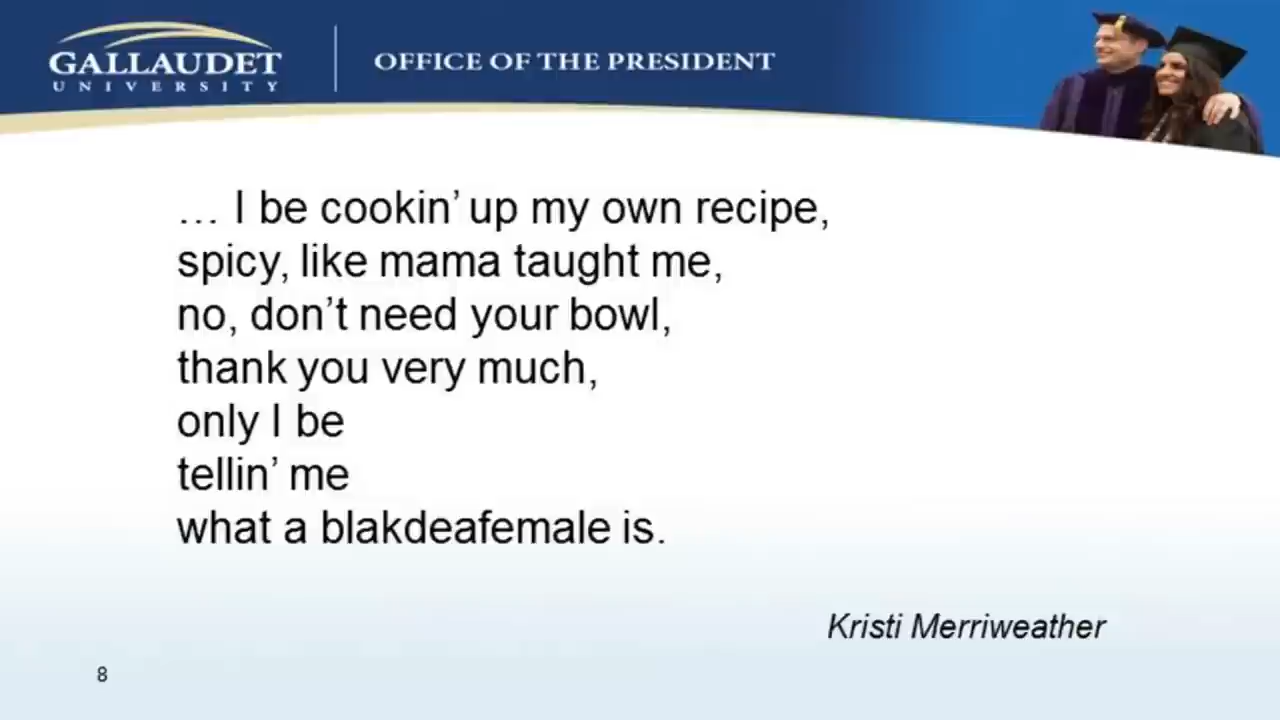 GALLAUDET
UNIVERSITY
OFFICE OF THE PRESIDENT
… I be cookin’ up my own recipe,
spicy, like mama taught me,
no, don’t need your bowl,
thank you very much,
only I be
tellin’ me
what a blakdeafemale is.
Kristi Merriweather
8